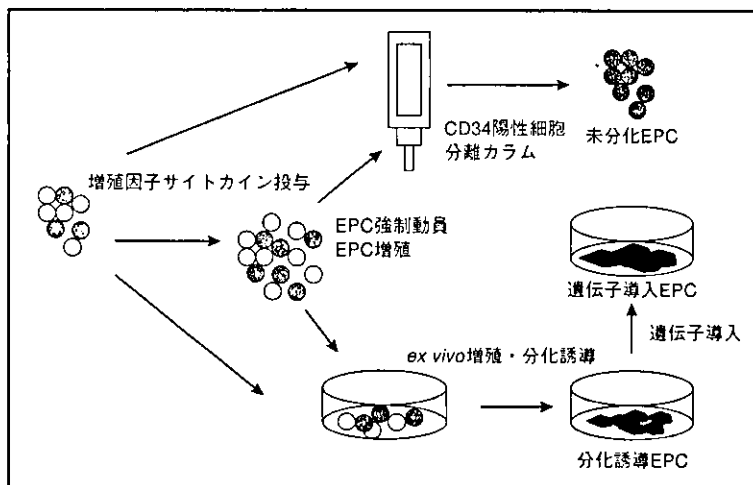 CD34陽性細胞
分離カラム
未分化EPC
増殖因子サイトカイン投与
EPC強制動員
EPC増殖
遺伝子導入EPC
遺伝子導入
ex vivo増殖・分化誘導
分化誘導EPC